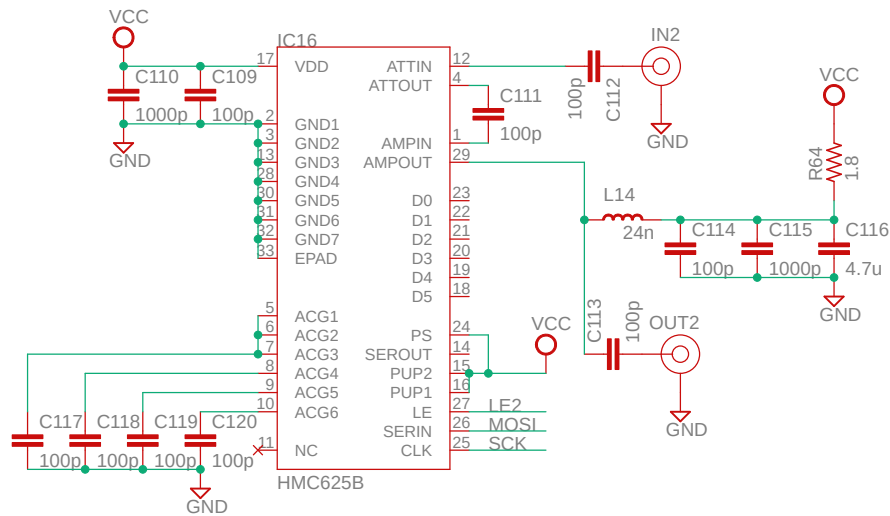 VCC
IC16
IN2
17 VDD ATTIN 12
ATTOUT 4
C110 C109
1000p 100p
100p C112
C111
100p
VCC
2 GND1
3 GND2 AMPIN 1
13 GND3 AMPOUT 29
28 GND4
30 GND5 D0 23
31 GND6 D1 22
32 GND7 D2 21
33 EPAD D3 20
D4 19
D5 18
GND
GND
R64 1.8
L14
24n
C114 C115 C116
100p 1000p 4.7u
GND
5 ACG1
6 ACG2 PS 24
7 ACG3 SEROUT 14
8 ACG4 PUP2 15
9 ACG5 PUP1 16
10 ACG6 LE 27 LE2
SERIN 26 MOSI
11 NC CLK 25 SCK
VCC
C113 100p
OUT2
GND
C117 C118 C119 C120
100p 100p 100p 100p
GND
HMC625B